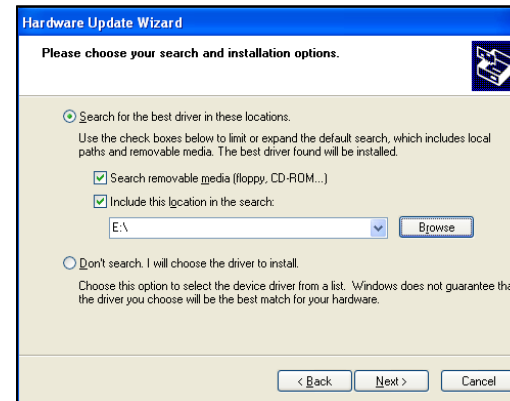 Hardware Update Wizard
Please choose your search and installation options.
Search for the best driver in these locations.
Use the check boxes below to limit or expand the default search, which includes local
paths and removable media. The best driver found will be installed.
Search removable media (floppy, CD-ROM...)
Include this location in the search:
E:\
Browse
Don't search. I will choose the driver to install.
Choose this option to select the device driver from a list. Windows does not guarantee tha
the driver you choose will be the best match for your hardware.
< Back
Next >
Cancel